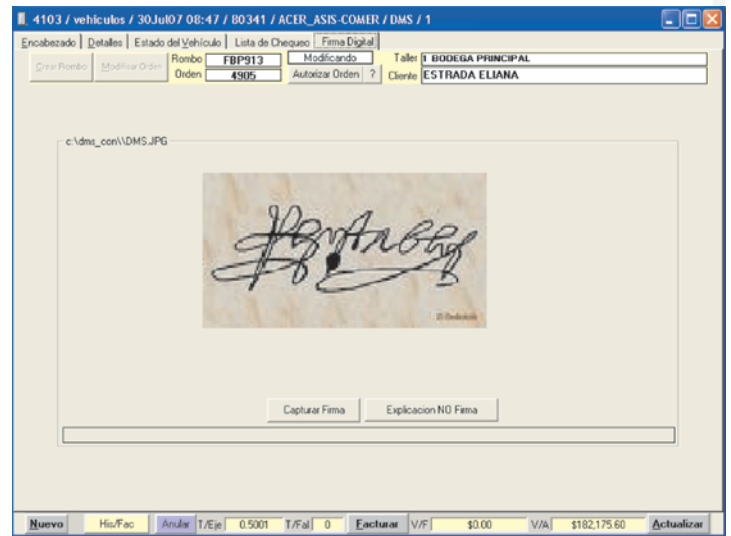 4103 / vehiculos / 30Jul07 08:47 / 80341 / ACER_ASIS-COMER / DMS / 1
Encabezado Detalles Estado del Vehículo Lista de Chequeo Firma Digital
Crear Rombo Modificar Orden Rombo FBP913 Modificando Taller 1 BODEGA PRINCIPAL
Orden 4905 Autorizar Orden ? Cliente ESTRADA ELIANA
c:\dms_con\\DMS.JPG
Capturar Firma Explicacion NO Firma
Nuevo His/Fac Anular T/Eje 0.5001 T/Fal 0 Facturar V/F $0.00 V/A $182,175.60 Actualizar